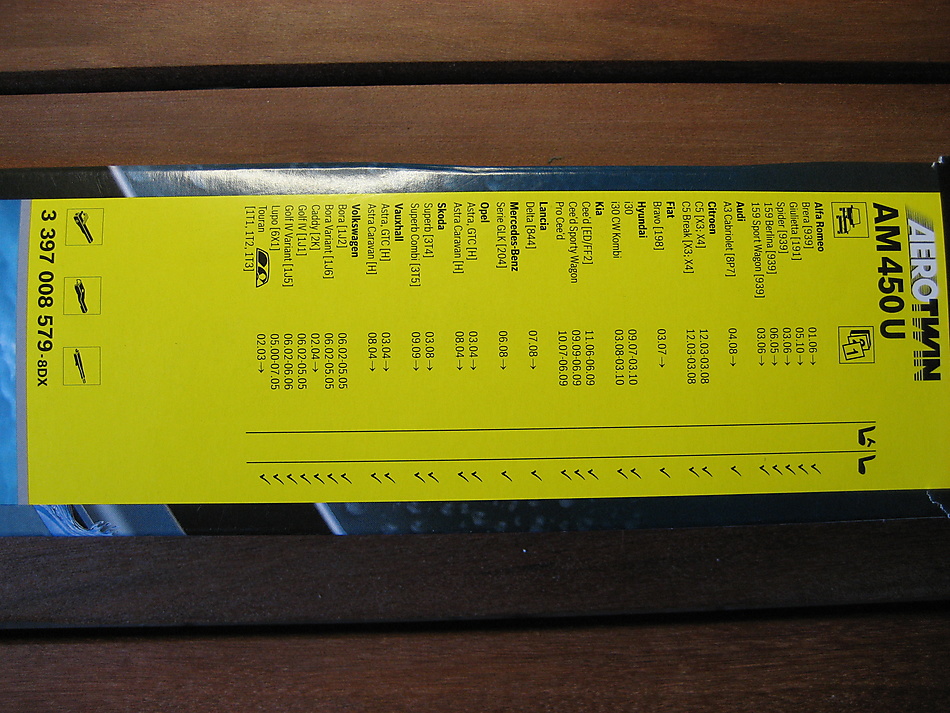 AEROTWIN
AM 450 U
Alfa Romeo
Brera [939] 01.06→ ✓
Giulietta [191] 05.10→ ✓
Spider [939] 03.06→ ✓
159 Berlina [939] 06.05→ ✓
159 Sport Wagon [939] 03.06→ ✓
Audi
A3 Cabriolet [8P7] 04.08→ ✓
Citroen
C5 [X3..X4] 12.03-03.08 ✓
C5 Break [X3.X4] 12.03-03.08 ✓
Fiat
Bravo [198] 03.07→ ✓
Hyundai
i30 09.07-03.10 ✓
i30 CW Kombi 03.08-03.10 ✓
Kia
Cee'd [ED/FF2] 11.06-06.09 ✓
Cee'd Sporty Wagon 09.09-06.09 ✓
Pro Cee'd 10.07-06.09 ✓
Lancia
Delta [844] 07.08→ ✓
Mercedes-Benz
Serie GLK [204] 06.08→ ✓
Opel
Astra GTC [H] 03.04→ ✓
Astra Caravan [H] 08.04→ ✓
Skoda
Superb [3T4] 03.08→ ✓
Superb Combi [3T5] 09.09→ ✓
Vauxhall
Astra GTC [H] 03.04→ ✓
Astra Caravan [H] 08.04→ ✓
Volkswagen
Bora [1J2] 06.02-05.05 ✓
Bora Variant [1J6] 06.02-05.05 ✓
Caddy [2K] 02.04→ ✓
Golf IV [1J1] 06.02-05.05 ✓
Golf IV Variant [1J5] 06.02-06.06 ✓
Lupo [6X1] 05.00-07.05 ✓
Touran 02.03→ ✓
[1T1, 1T2, 1T3]
3 397 008 579-8DX